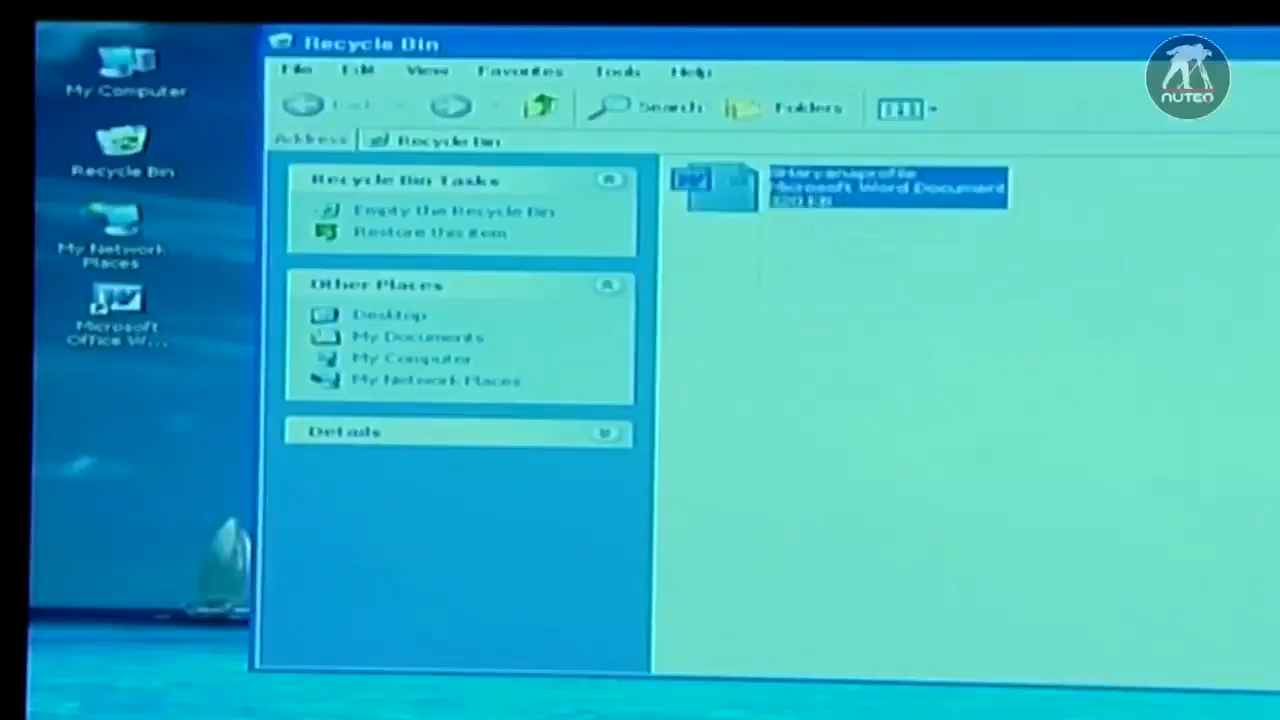 My Computer
Recycle Bin
My Network
Places
Microsoft
Office W...
Recycle Bin
File Edit View Favorites Tools Help
Back Search Folders
Address Recycle Bin
Recycle Bin Tasks
Empty the Recycle Bin
Restore this item
Other Places
Desktop
My Documents
My Computer
My Network Places
Details
Microsoft Word Document
NUTEQ